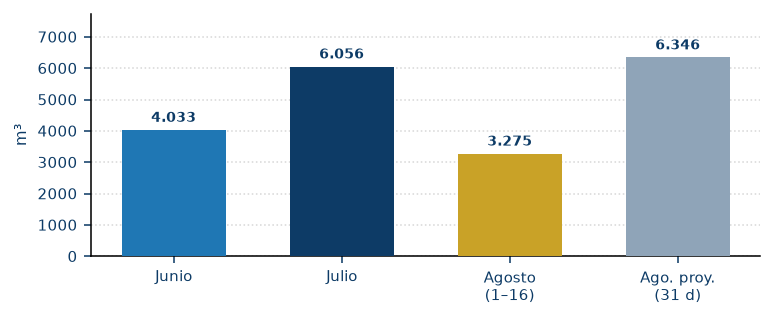 m³
7000
6000
5000
4000
3000
2000
1000
0
4.033
6.056
3.275
6.346
Junio
Julio
Agosto
(1–16)
Ago. proy.
(31 d)